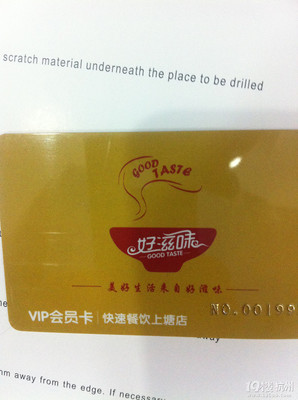 scratch material underneath the place to be drilled
GOOD
TASTE
好滋味
GOOD TASTE
美好生活来自好滋味
VIP会员卡 | 快速餐饮上塘店
NO.00199
away
m away from the edge. If necessary